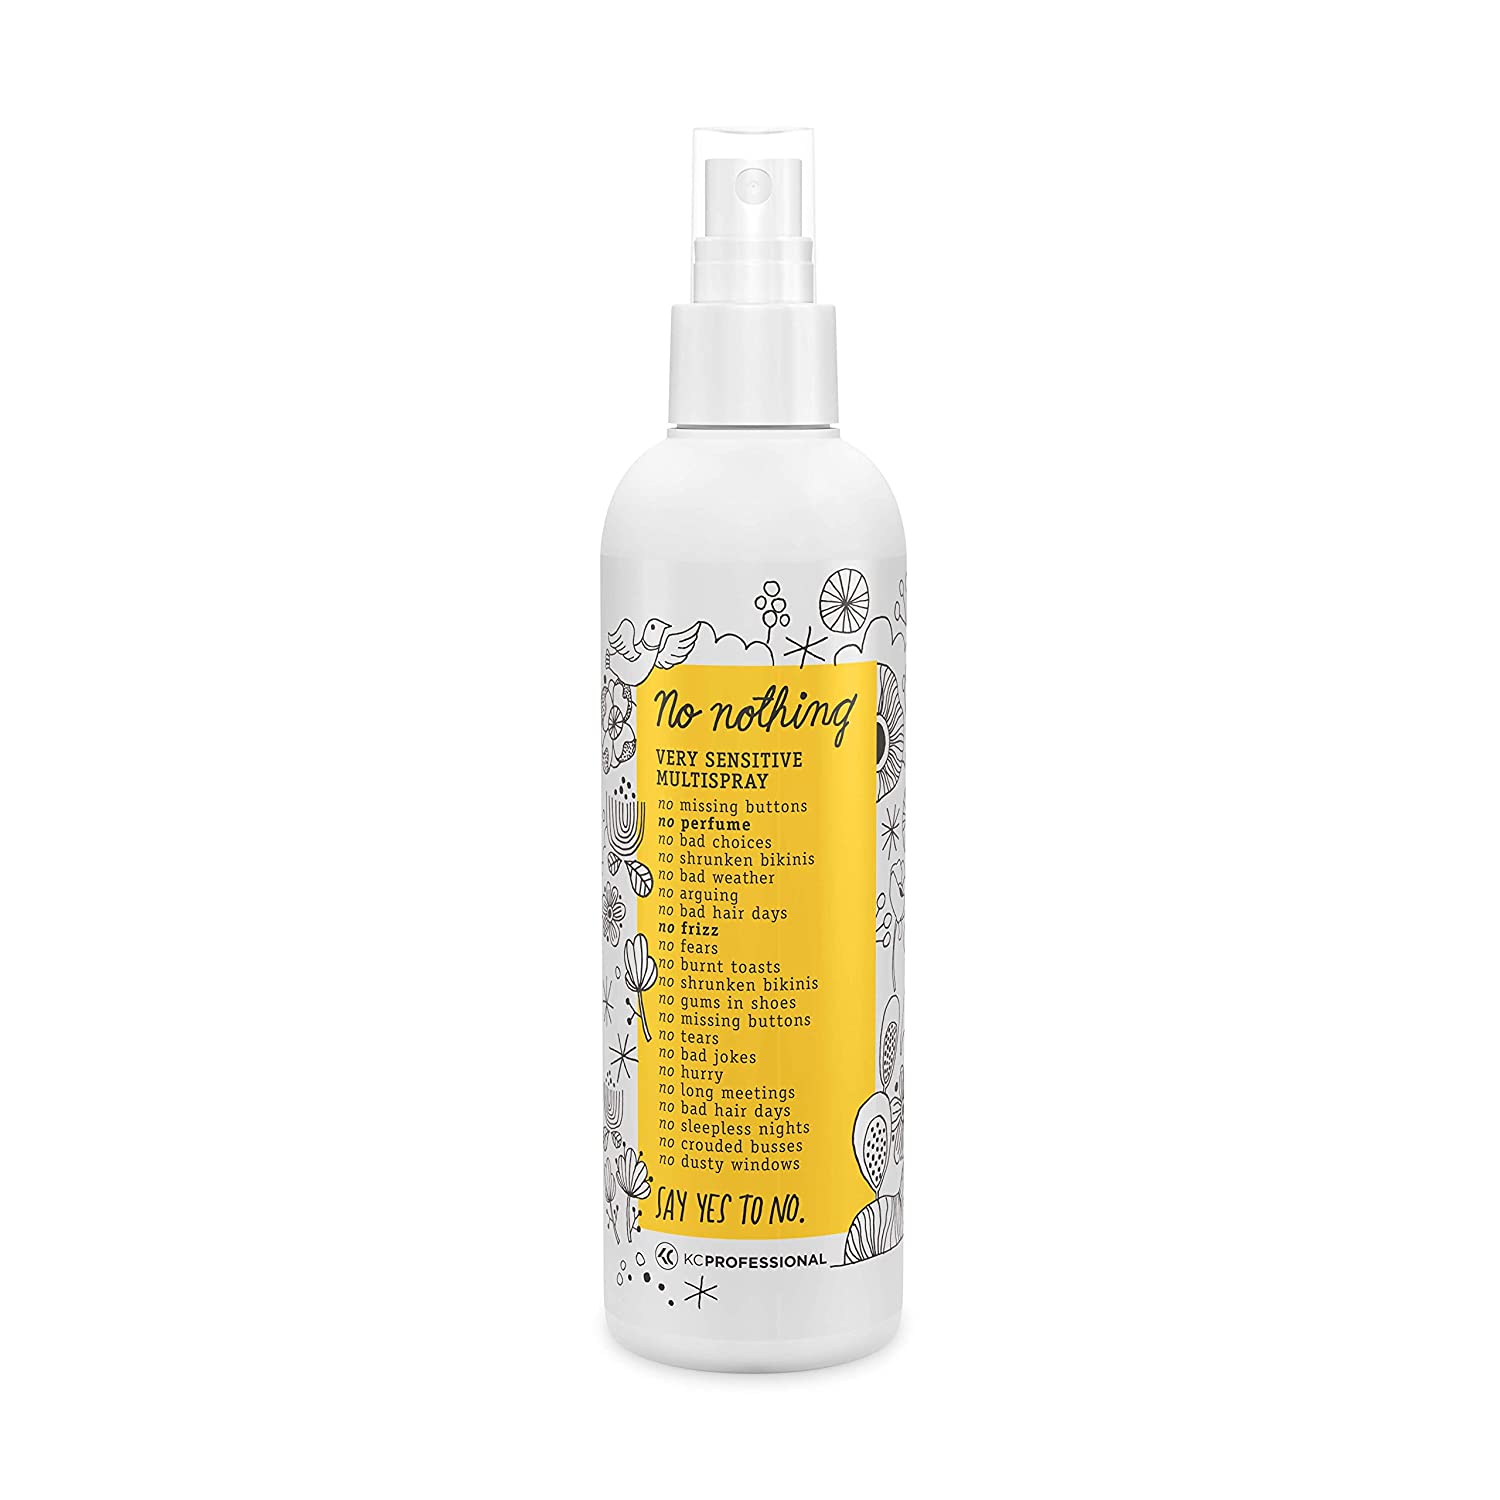 No nothing
VERY SENSITIVE
MULTISPRAY
no missing buttons
no perfume
no bad choices
no shrunken bikinis
no bad weather
no arguing
no bad hair days
no frizz
no fears
no burnt toasts
no shrunken bikinis
no gums in shoes
no missing buttons
no tears
no bad jokes
no hurry
no long meetings
no bad hair days
no sleepless nights
no crouded busses
no dusty windows
SAY YES TO NO.
KC KCPROFESSIONAL